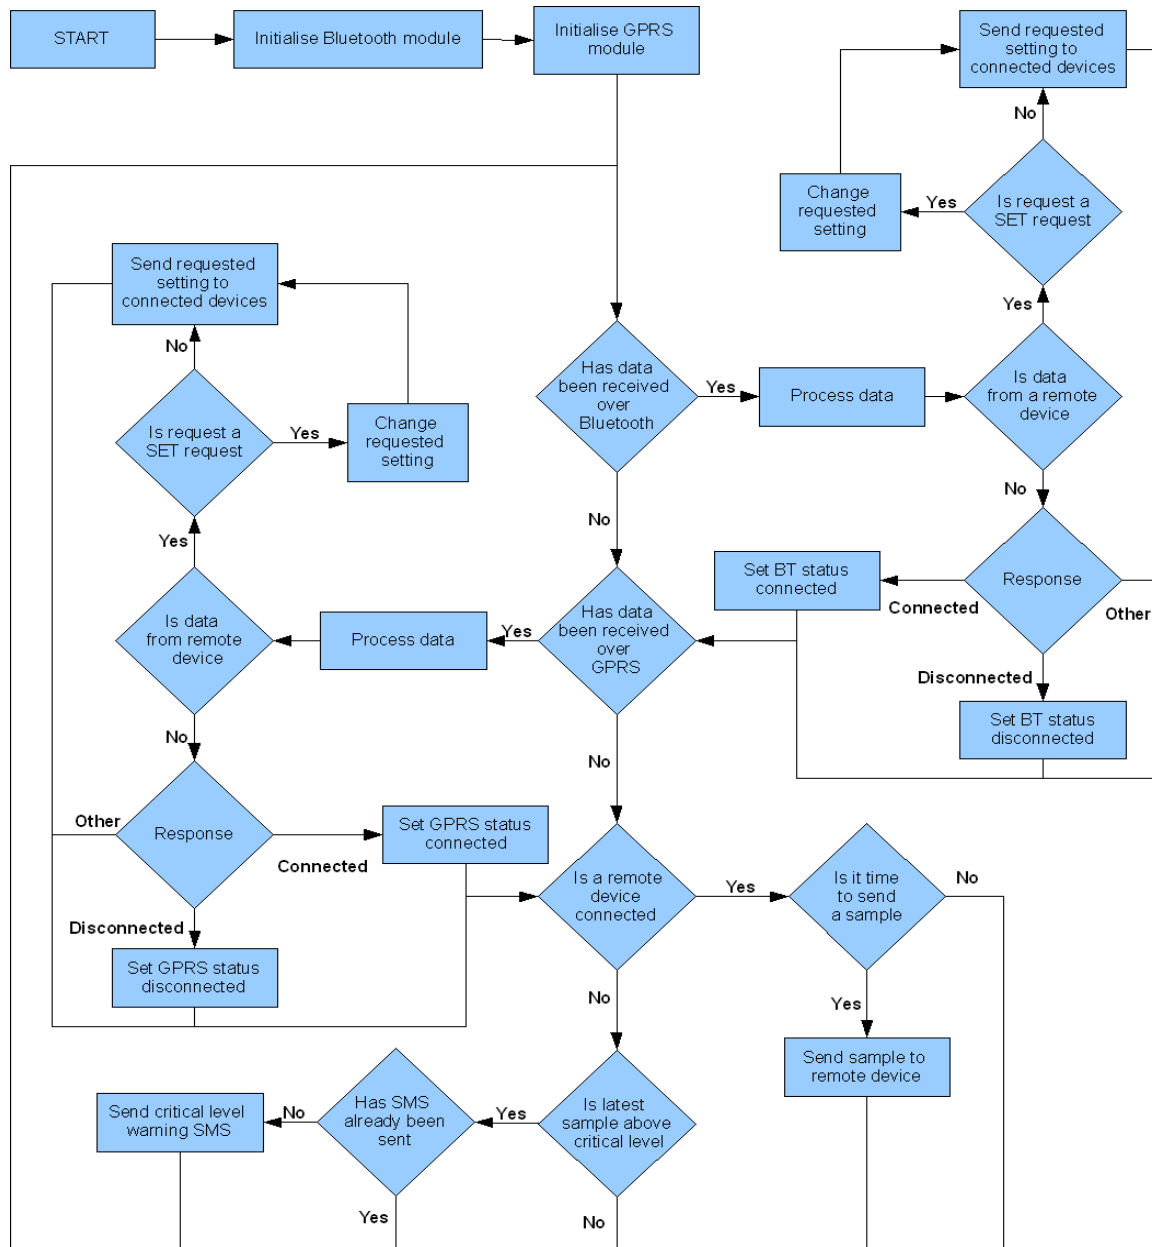 START
Initialise Bluetooth module
Initialise GPRS
module
Send requested
setting to
connected devices
No
Change
requested
setting
Yes
Is request a
SET request
Yes
Send requested
setting to
connected devices
No
Is request a
SET request
Yes
Change
requested
setting
Has data
been received
over
Bluetooth
Yes
Process data
Is data
from a remote
device
No
No
Yes
Response
Set BT status
connected
Connected
Other
Is data
from remote
device
Process data
Yes
Has data
been received
over
GPRS
Disconnected
Set BT status
disconnected
No
No
Other
Response
Connected
Set GPRS status
connected
Is a remote
device
connected
Yes
Is it time
to send
a sample
No
Disconnected
Set GPRS status
disconnected
No
Yes
Send sample to
remote device
Send critical level
warning SMS
No
Has SMS
already been
sent
Yes
Is latest
sample above
critical level
Yes
No